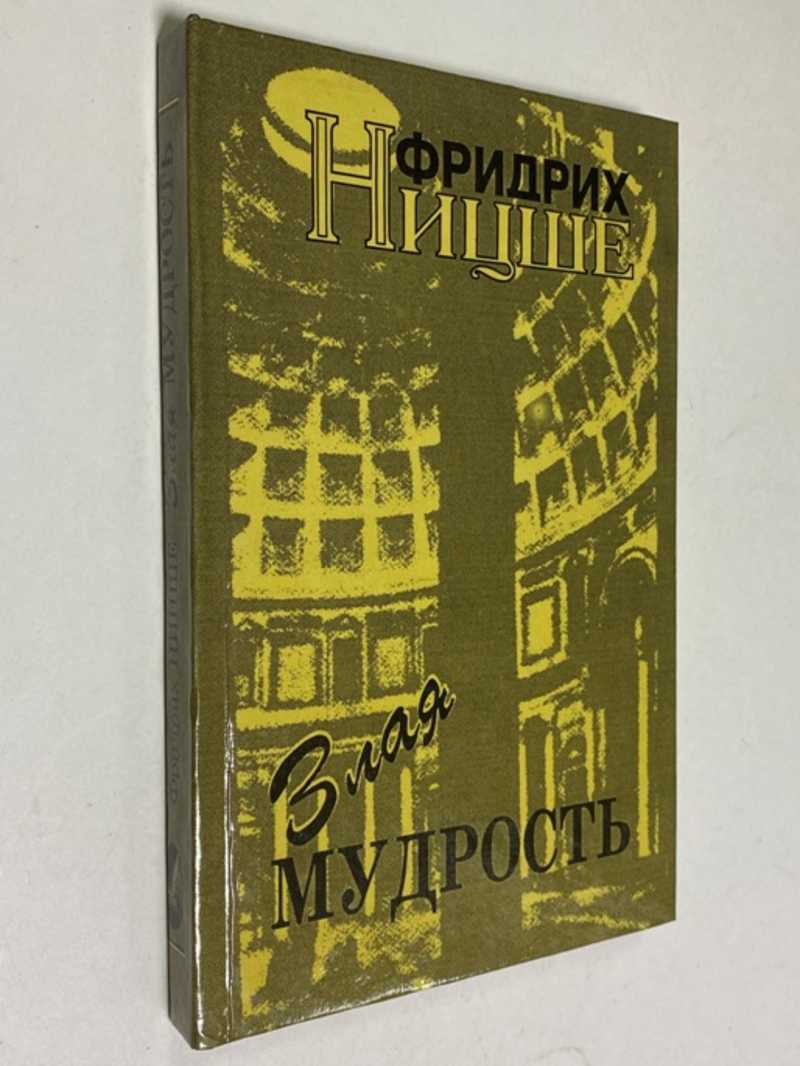 ФРИДРИХ
НИЦШЕ
Злая
МУДРОСТЬ
Фридрих НИЦШЕ Злая МУДРОСТЬ